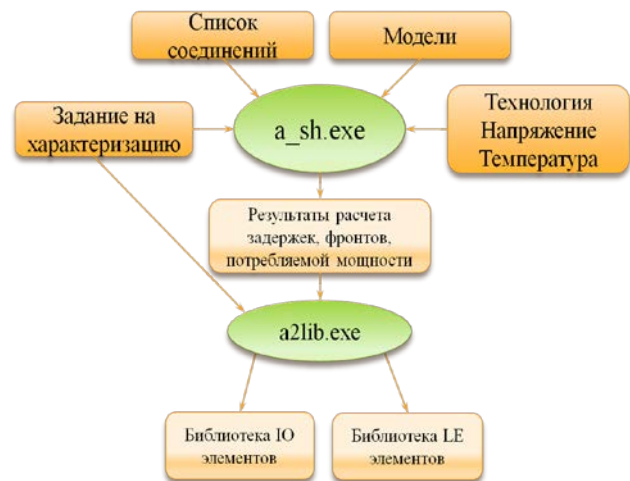 Список
соединений
Модели
Задание на
характеризацию
a_sh.exe
Технология
Напряжение
Температура
Результаты расчета
задержек, фронтов,
потребляемой мощности
a2lib.exe
Библиотека IO
элементов
Библиотека LE
элементов